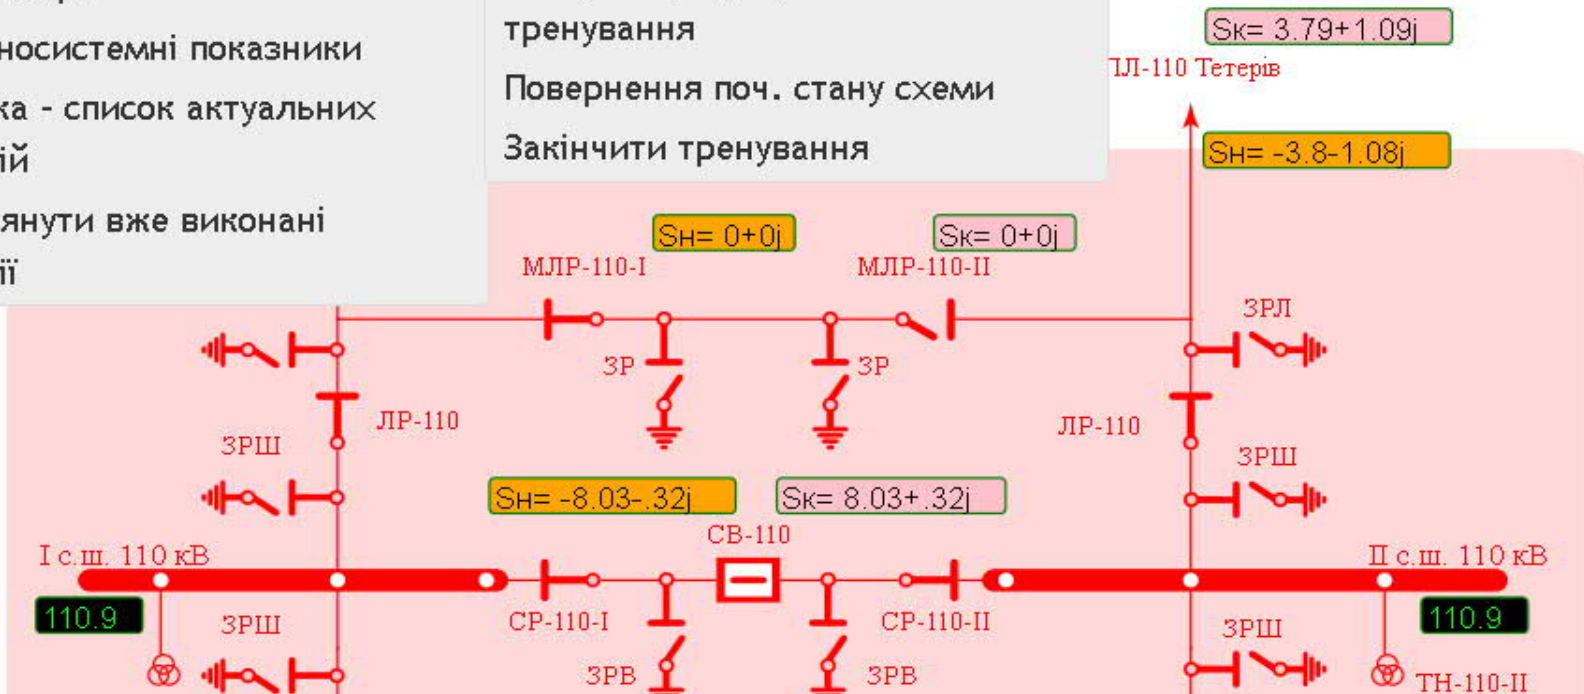 носистемні показники
ка - список актуальних
ій
янути вже виконані
ії
тренування
Повернення поч. стану схеми
Закінчити тренування
Sк= 3.79+1.09j
ПЛ-110 Тетерів
Sн= -3.8-1.08j
Sн= 0+0j
Sк= 0+0j
МЛР-110-I
МЛР-110-II
ЗРЛ
ЗР
ЗР
ЛР-110
ЛР-110
ЗРШ
ЗРШ
Sн= -8.03-.32j
Sк= 8.03+.32j
СВ-110
I с.ш. 110 кВ
II с.ш. 110 кВ
110.9
СР-110-I
СР-110-II
110.9
ЗРШ
ЗРШ
ЗРВ
ЗРВ
ТН-110-II